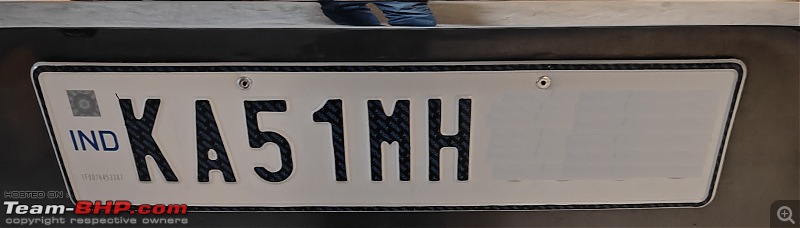 IND KA51MH
HOSTED ON
Team-BHP.com
copyright respective owners